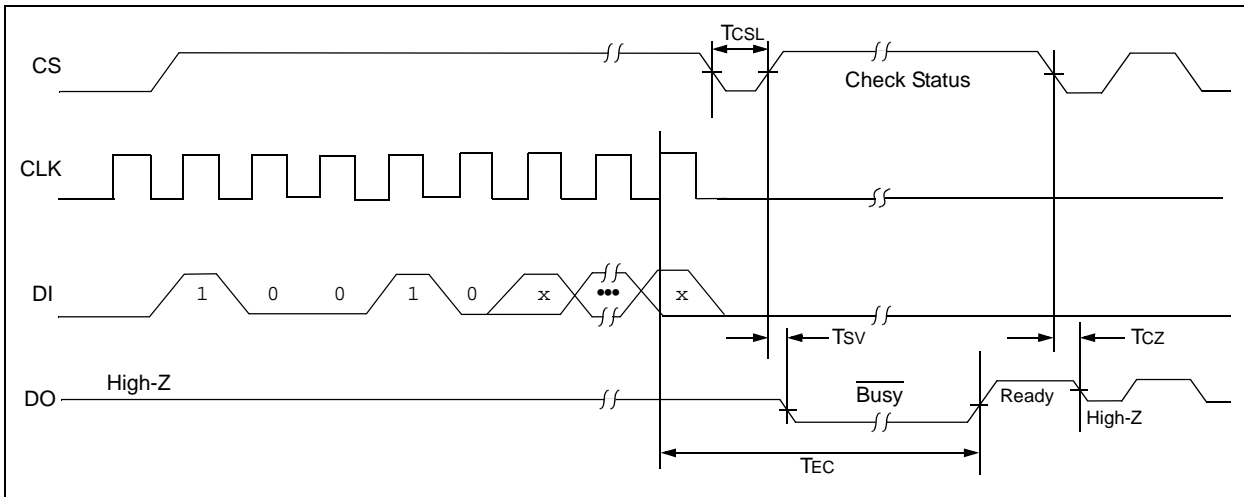 TCSL
CS
Check Status
CLK
DI 1 0 0 1 0 x ••• x
TSV TCZ
High-Z
DO Busy Ready High-Z
TEC